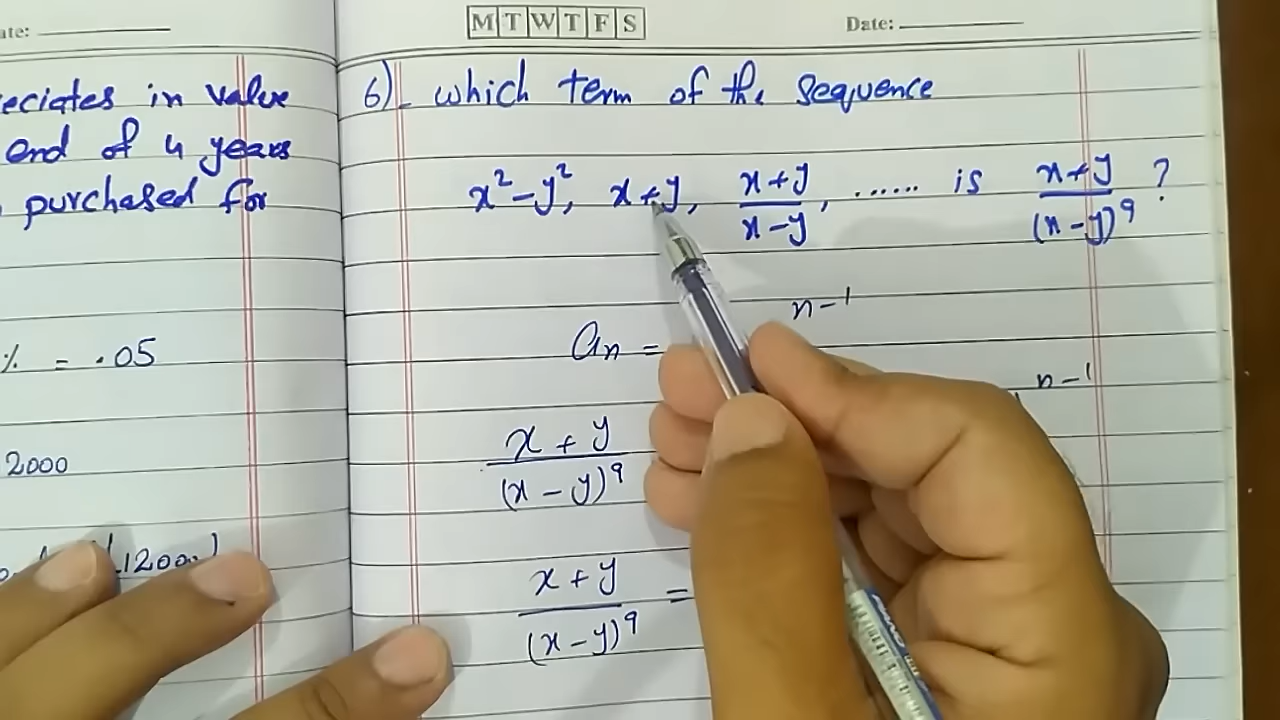 ate:
M T W T F S
Date:
eciates in value
end of 4 years
purchased for
% = .05
2000
6) which term of the sequence
x² - y², x + y, x+y/x-y, ...... is x+y/(x-y)⁹ ?
aₙ = n-1
x + y/(x - y)⁹ n-1
x + y/(x - y)⁹ =